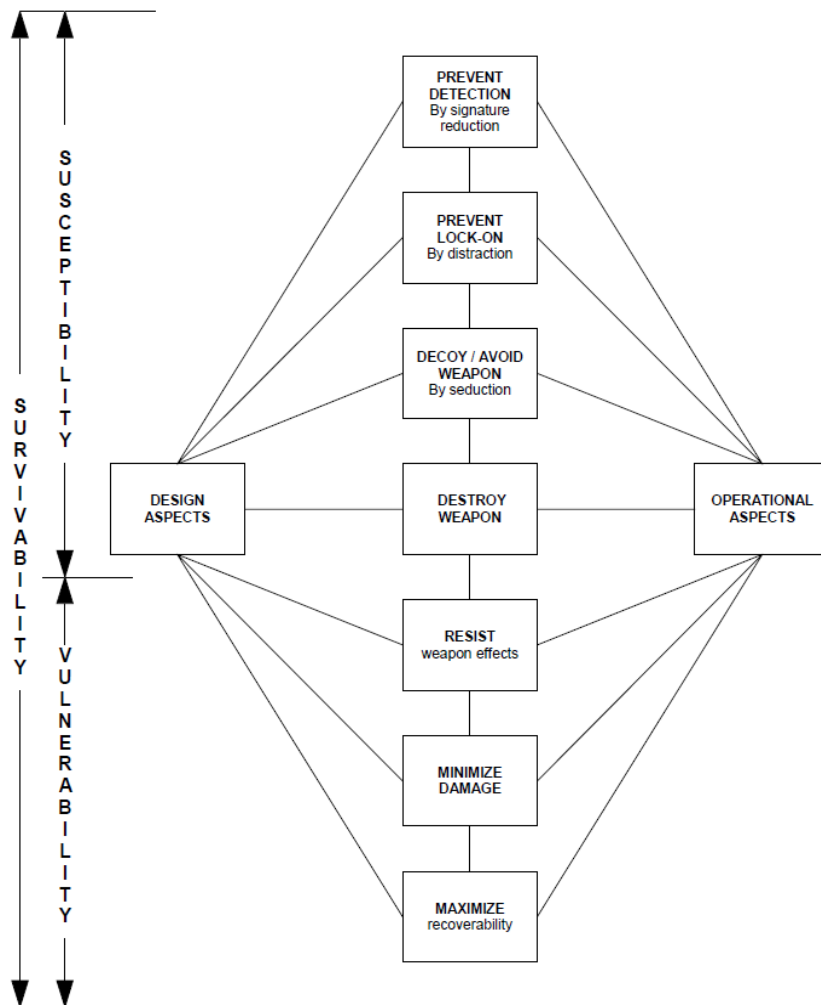 SURVIVABILITY
SUSCEPTIBILITY
VULNERABILITY
PREVENT
DETECTION
By signature
reduction
PREVENT
LOCK-ON
By distraction
DECOY / AVOID
WEAPON
By seduction
DESIGN
ASPECTS
DESTROY
WEAPON
OPERATIONAL
ASPECTS
RESIST
weapon effects
MINIMIZE
DAMAGE
MAXIMIZE
recoverability